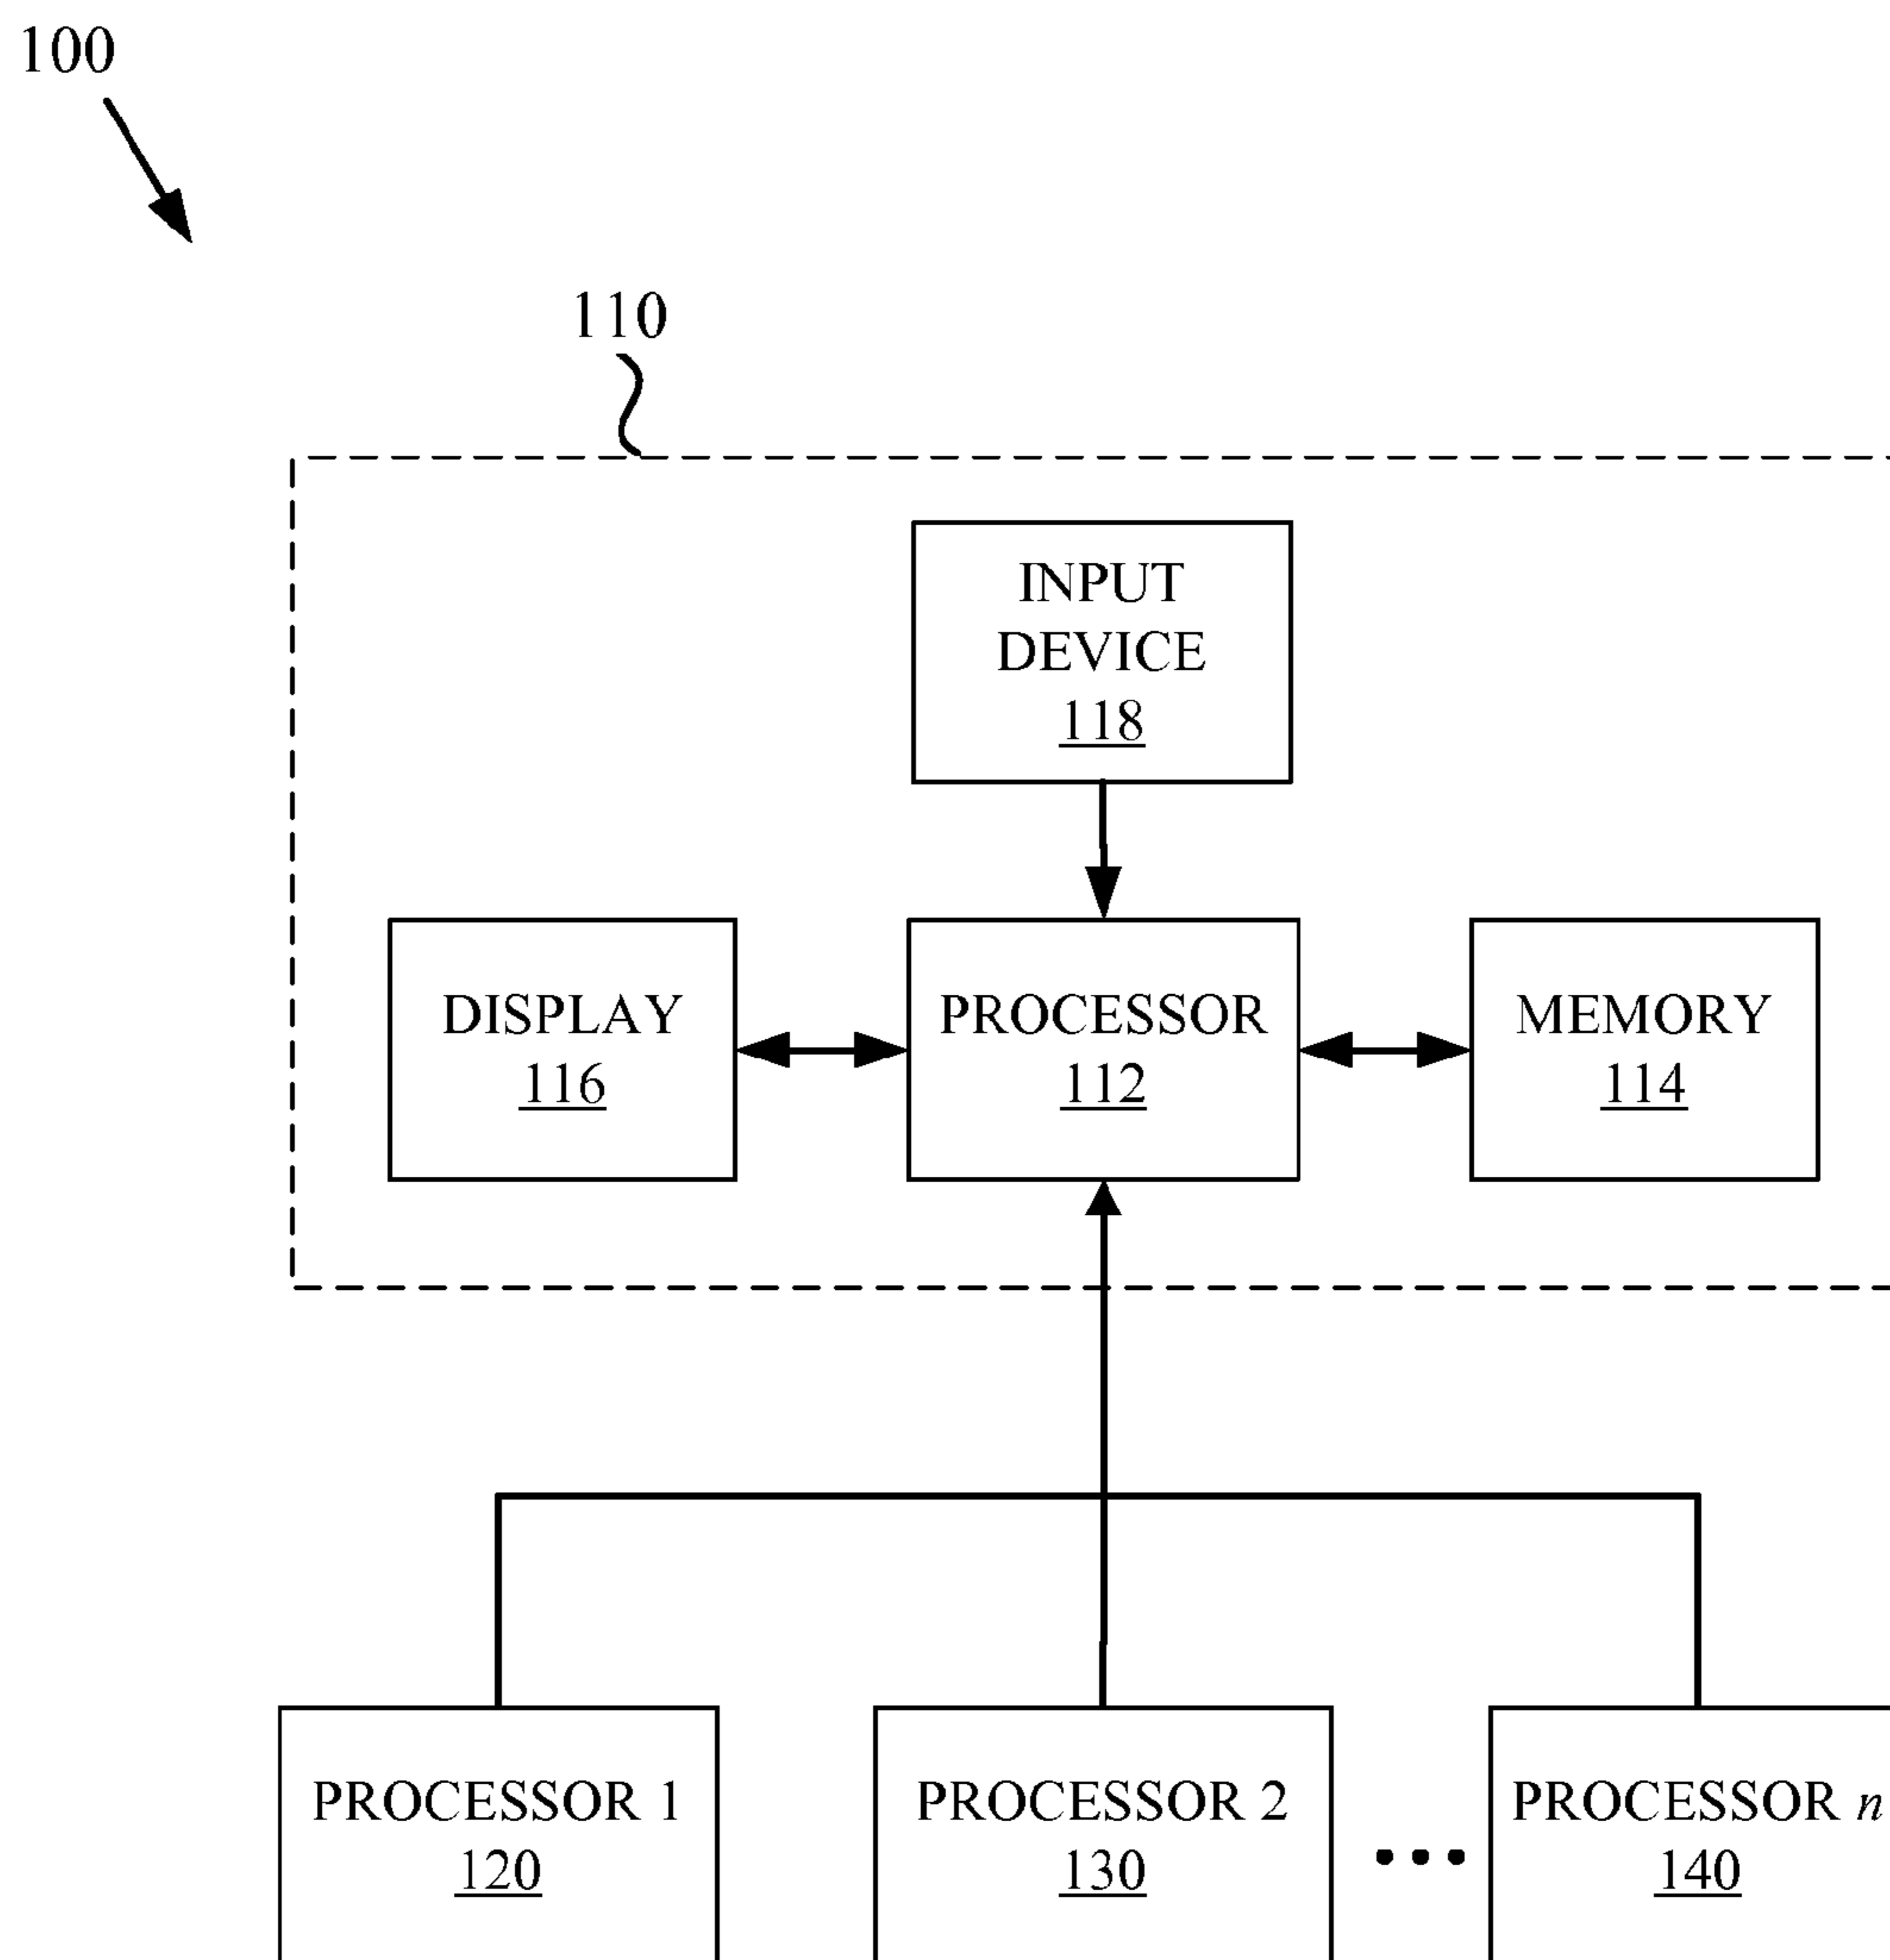 100
110
INPUT
DEVICE
118
DISPLAY
116
PROCESSOR
112
MEMORY
114
PROCESSOR 1
120
PROCESSOR 2
130
PROCESSOR n
140